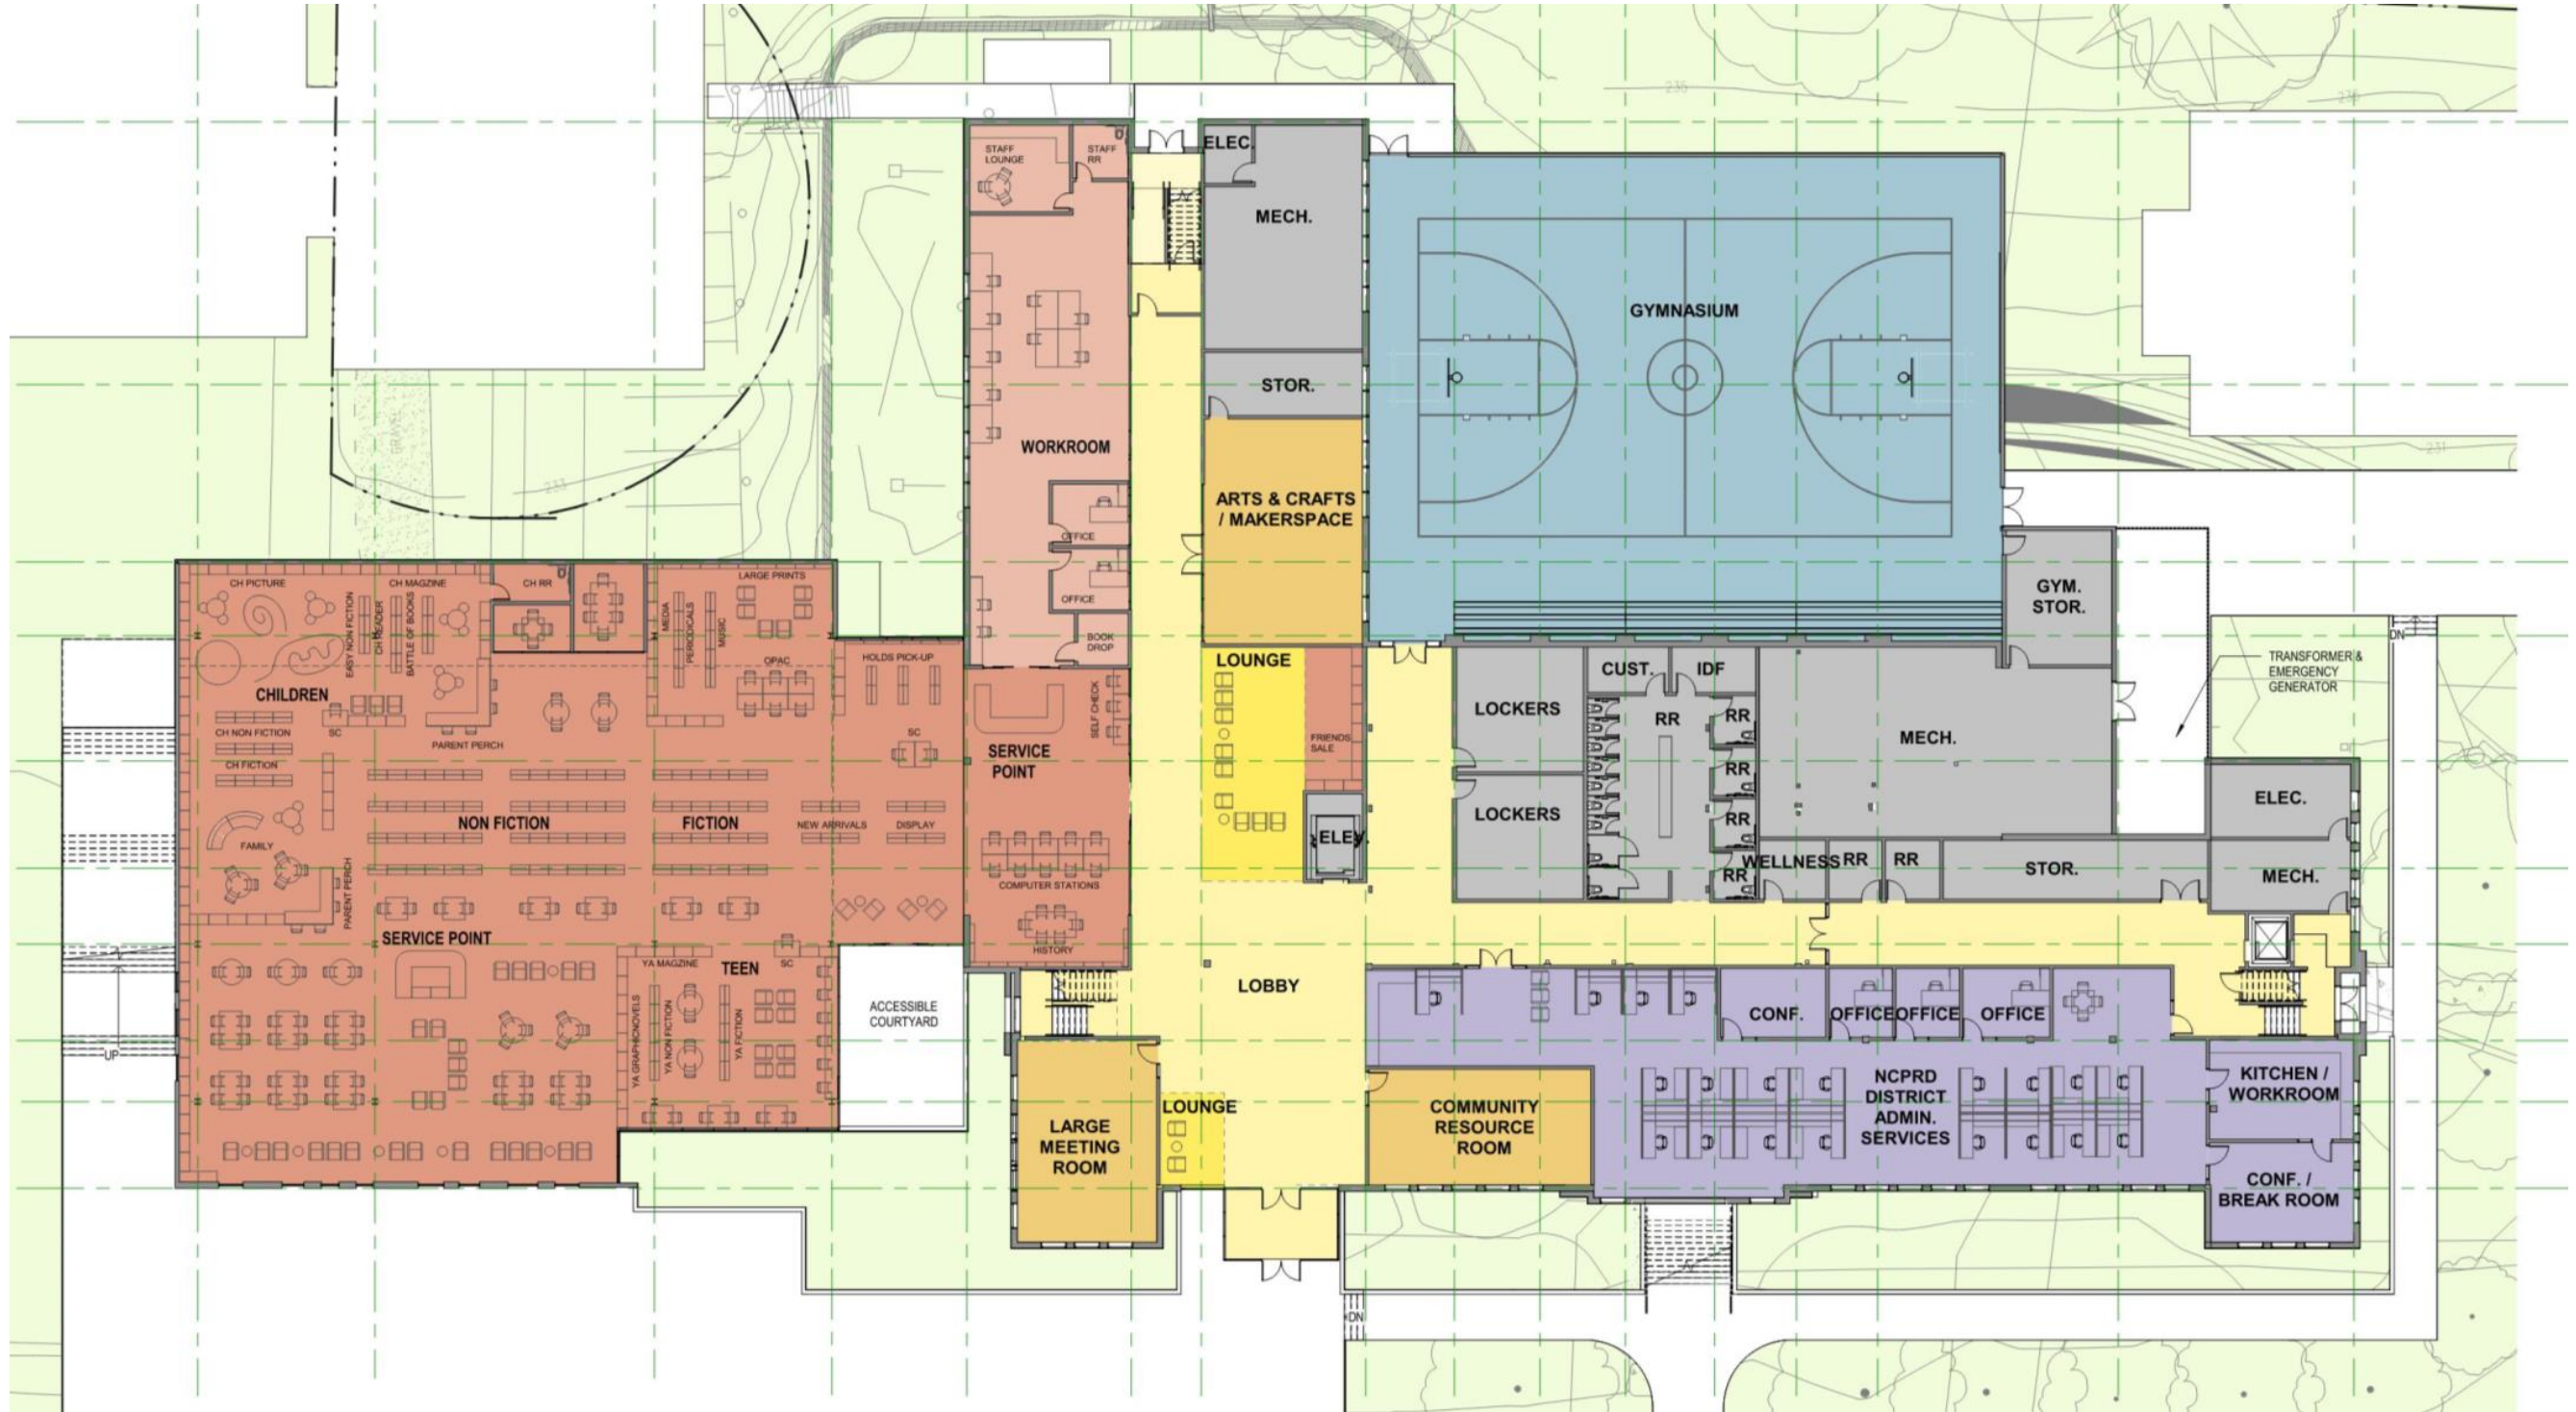 235
230
STAFF
LOUNGE
STAFF
RR
ELEC.
MECH.
GYMNASIUM
STOR.
WORKROOM
231
GRAVEL
233
ARTS & CRAFTS
/ MAKERSPACE
OFFICE
OFFICE
BOOK
DROP
GYM.
STOR.
CH PICTURE
CH MAGZINE
CH RR
LARGE PRINTS
EASY NON FICTION
CH READER
BATTLE OF BOOKS
MEDIA
PERIODICALS
MUSIC
OPAC
HOLDS PICK-UP
CHILDREN
CH NON FICTION
SC
PARENT PERCH
CH FICTION
SC
SERVICE
POINT
SELF CHECK
LOUNGE
FRIENDS
SALE
ELEV.
LOCKERS
LOCKERS
CUST.
IDF
RR
RR
RR
RR
RR
MECH.
DN
TRANSFORMER &
EMERGENCY
GENERATOR
ELEC.
MECH.
WELLNESS
RR
RR
STOR.
NON FICTION
FICTION
NEW ARRIVALS
DISPLAY
FAMILY
PARENT PERCH
COMPUTER STATIONS
HISTORY
SERVICE POINT
YA MAGZINE
TEEN
SC
YA GRAPHICNOVELS
YA NON FICTION
YA FICTION
ACCESSIBLE
COURTYARD
UP
LOBBY
CONF.
OFFICE
OFFICE
OFFICE
LARGE
MEETING
ROOM
LOUNGE
COMMUNITY
RESOURCE
ROOM
NCPRD
DISTRICT
ADMIN.
SERVICES
KITCHEN /
WORKROOM
CONF. /
BREAK ROOM
DN